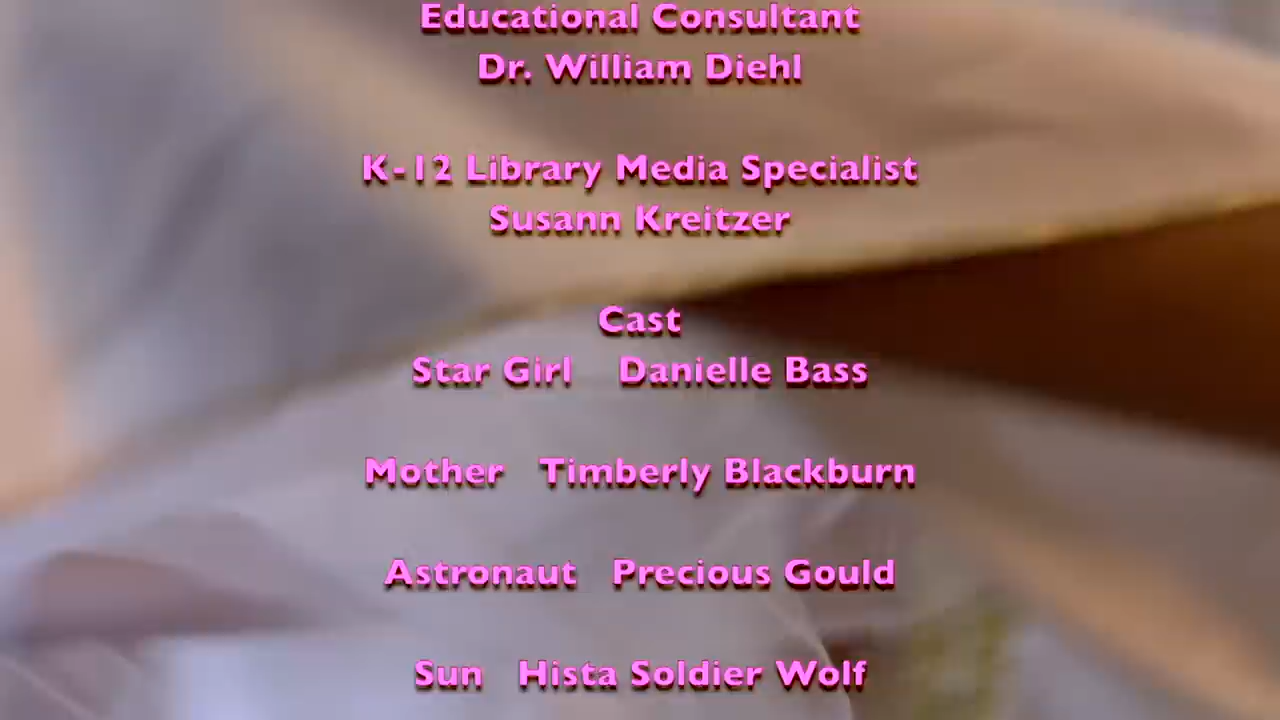 Educational Consultant
Dr. William Diehl
K-12 Library Media Specialist
Susann Kreitzer
Cast
Star Girl Danielle Bass
Mother Timberly Blackburn
Astronaut Precious Gould
Sun Hista Soldier Wolf